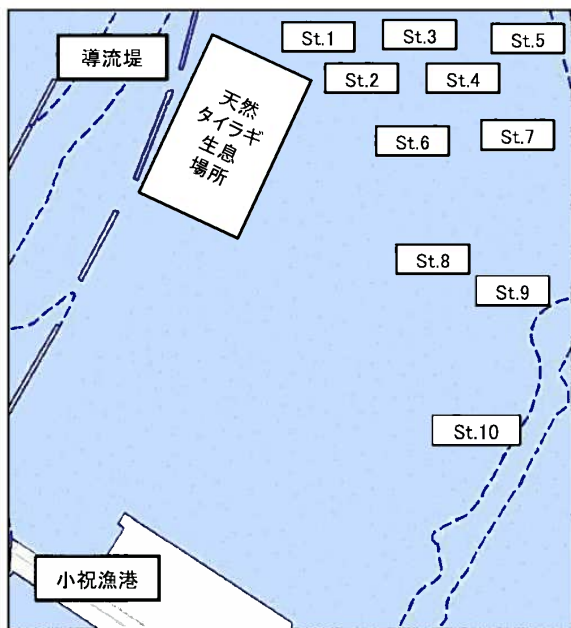 導流堤
天然
タイラギ
生息
場所
St.1
St.3
St.5
St.2
St.4
St.6
St.7
St.8
St.9
St.10
小祝漁港